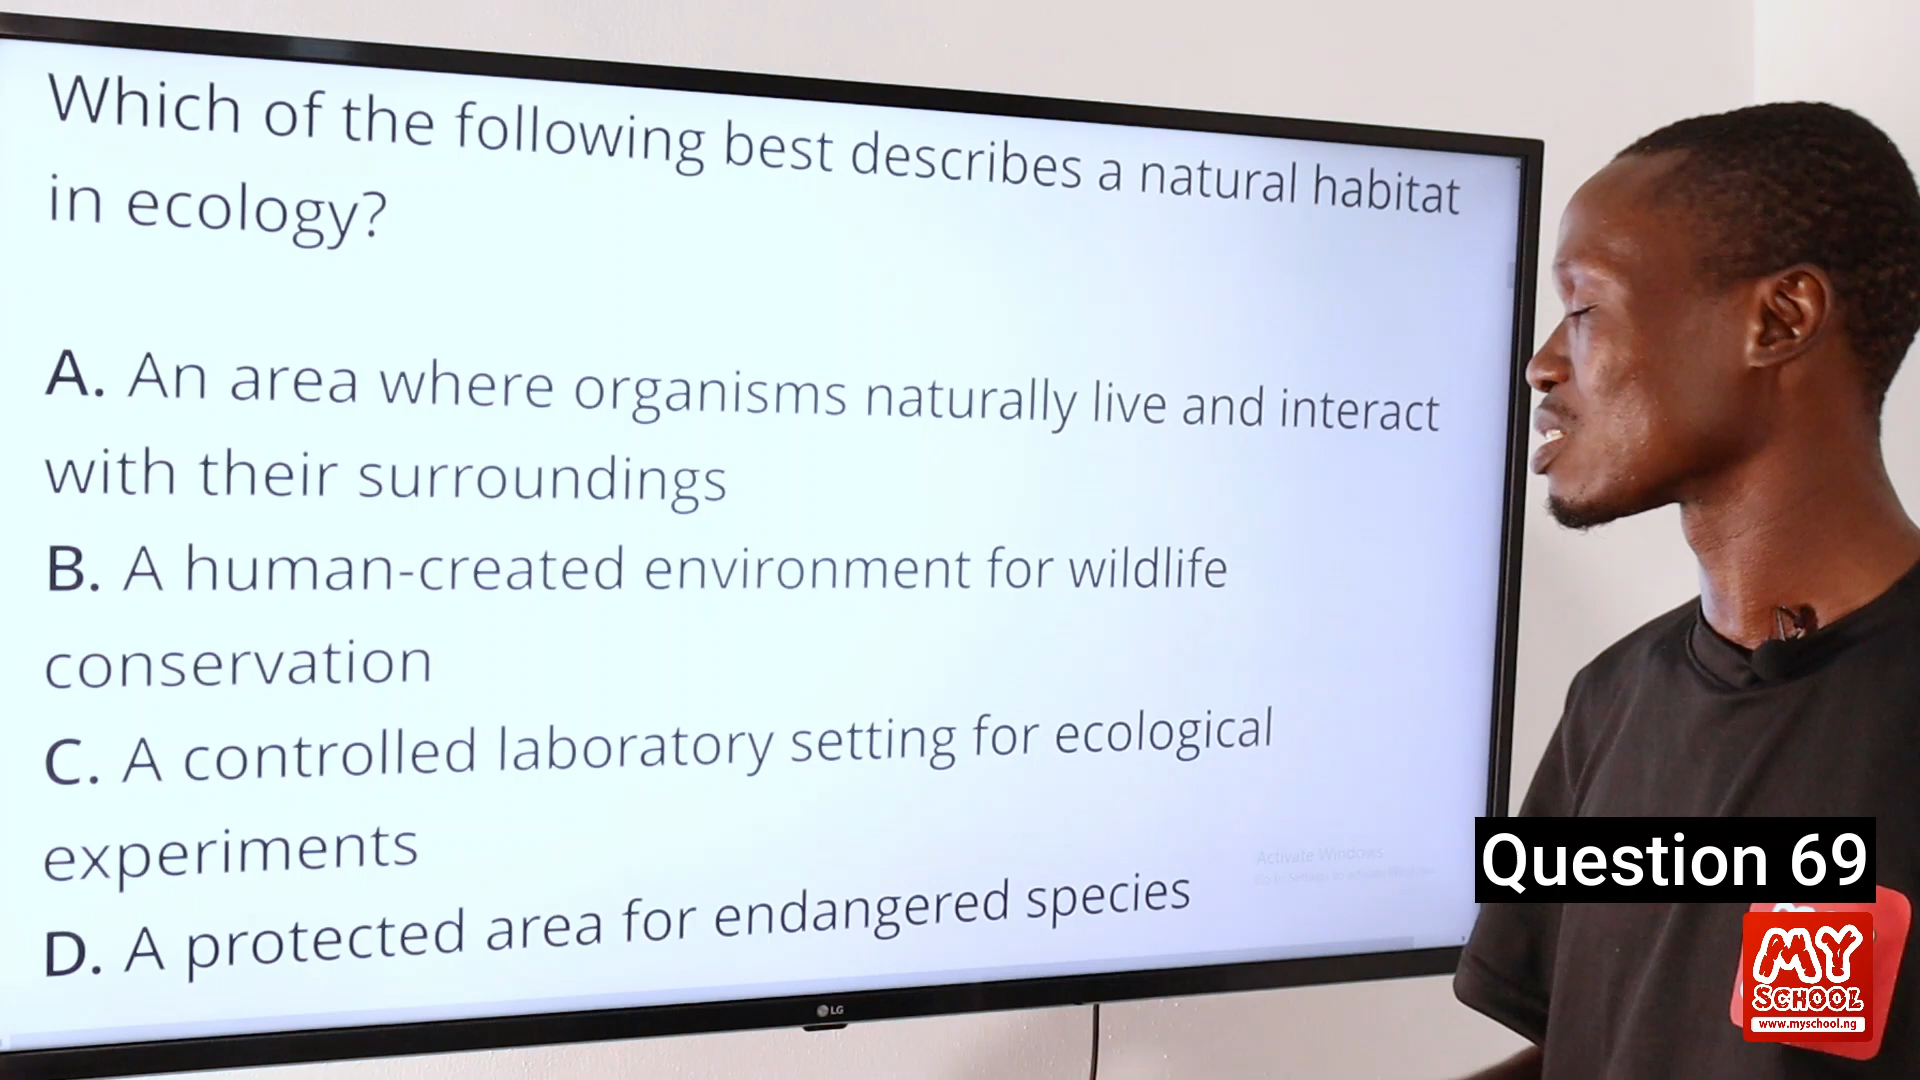 Which of the following best describes a natural habitat
in ecology?
A. An area where organisms naturally live and interact
with their surroundings
B. A human-created environment for wildlife
conservation
C. A controlled laboratory setting for ecological
experiments
D. A protected area for endangered species
Activate Windows
Question 69
LG
MY
SCHOOL
www.myschool.ng